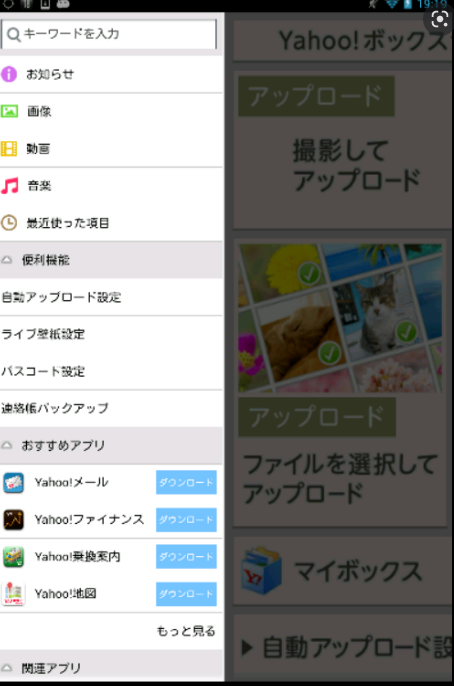 19:19
キーワードを入力
お知らせ
画像
動画
音楽
最近使った項目
便利機能
自動アップロード設定
ライブ壁紙設定
パスコード設定
連絡帳バックアップ
おすすめアプリ
Yahoo!メール ダウンロード
Yahoo!ファイナンス ダウンロード
Yahoo!乗換案内 ダウンロード
Yahoo!地図 ダウンロード
もっと見る
関連アプリ
Yahoo!ボックス
アップロード
撮影して
アップロード
アップロード
ファイルを選択して
アップロード
マイボックス
自動アップロード設